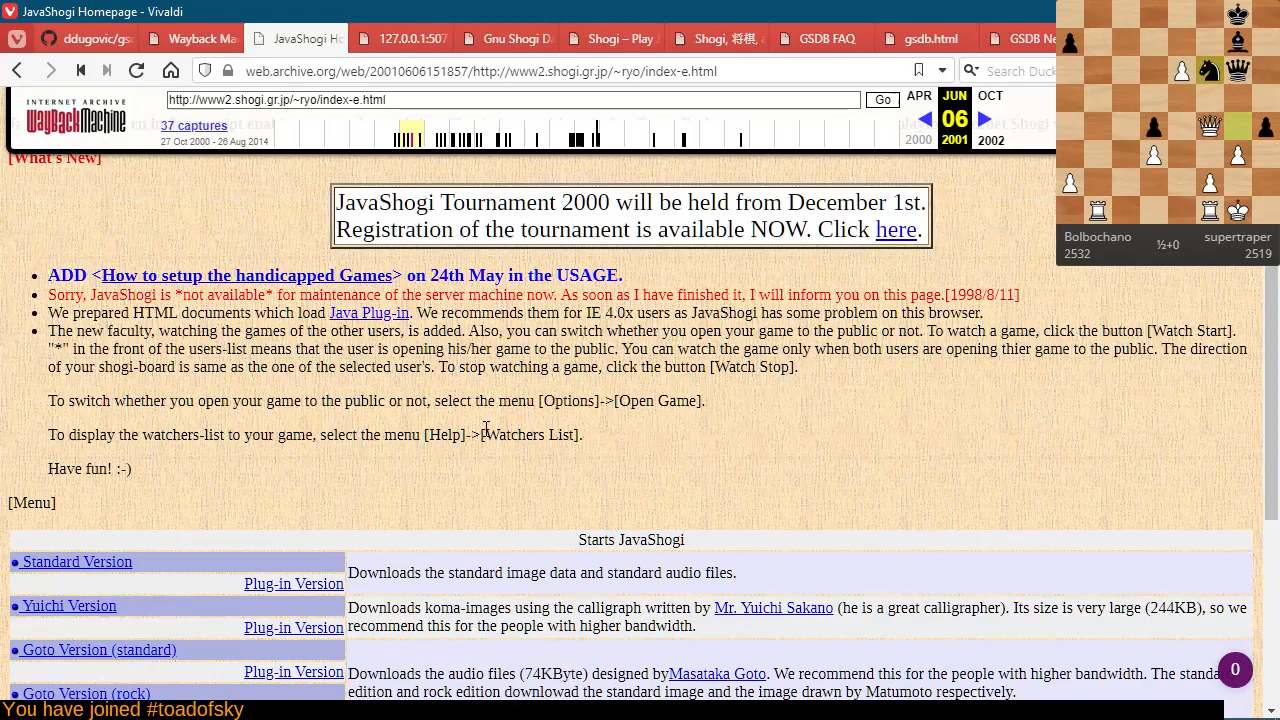 JavaShogi Homepage - Vivaldi
ddugovic/gsc
Wayback Ma
JavaShogi Ho
127.0.0.1:507
Gnu Shogi Da
Shogi – Play
Shogi, 将棋, a
GSDB FAQ
gsdb.html
GSDB Ne
web.archive.org/web/20010606151857/http://www2.shogi.gr.jp/~ryo/index-e.html
Search Duck
INTERNET ARCHIVE
WayBackMachine
http://www2.shogi.gr.jp/~ryo/index-e.html
Go
APR JUN OCT
37 captures
06
27 Oct 2000 - 26 Aug 2014
2000 2001 2002
[What's New]
JavaShogi Tournament 2000 will be held from December 1st.
Registration of the tournament is available NOW. Click here.
Bolbochano ½+0 supertraper
2532 2519
ADD <How to setup the handicapped Games> on 24th May in the USAGE.
Sorry, JavaShogi is *not available* for maintenance of the server machine now. As soon as I have finished it, I will inform you on this page.[1998/8/11]
We prepared HTML documents which load Java Plug-in. We recommends them for IE 4.0x users as JavaShogi has some problem on this browser.
The new faculty, watching the games of the other users, is added. Also, you can switch whether you open your game to the public or not. To watch a game, click the button [Watch Start].
"*" in the front of the users-list means that the user is opening his/her game to the public. You can watch the game only when both users are opening thier game to the public. The direction
of your shogi-board is same as the one of the selected user's. To stop watching a game, click the button [Watch Stop].
To switch whether you open your game to the public or not, select the menu [Options]->[Open Game].
To display the watchers-list to your game, select the menu [Help]->[Watchers List].
Have fun! :-)
[Menu]
Starts JavaShogi
Standard Version
Plug-in Version
Downloads the standard image data and standard audio files.
Yuichi Version
Plug-in Version
Downloads koma-images using the calligraph written by Mr. Yuichi Sakano (he is a great calligrapher). Its size is very large (244KB), so we
recommend this for the people with higher bandwidth.
Goto Version (standard)
Plug-in Version
Goto Version (rock)
Downloads the audio files (74KByte) designed byMasataka Goto. We recommend this for the people with higher bandwidth. The standa
edition and rock edition downlowad the standard image and the image drawn by Matumoto respectively.
0
You have joined #toadofsky